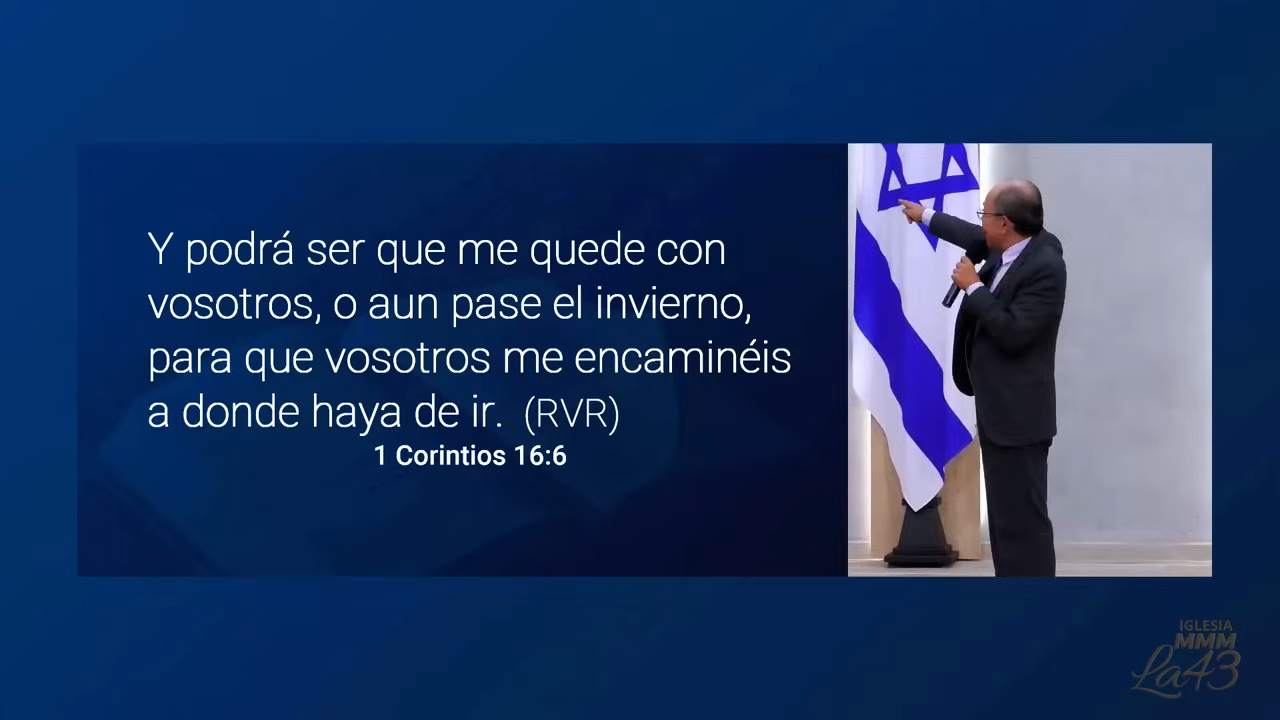 Y podrá ser que me quede con
vosotros, o aun pase el invierno,
para que vosotros me encaminéis
a donde haya de ir. (RVR)
1 Corintios 16:6
IGLESIA
MMM
La43